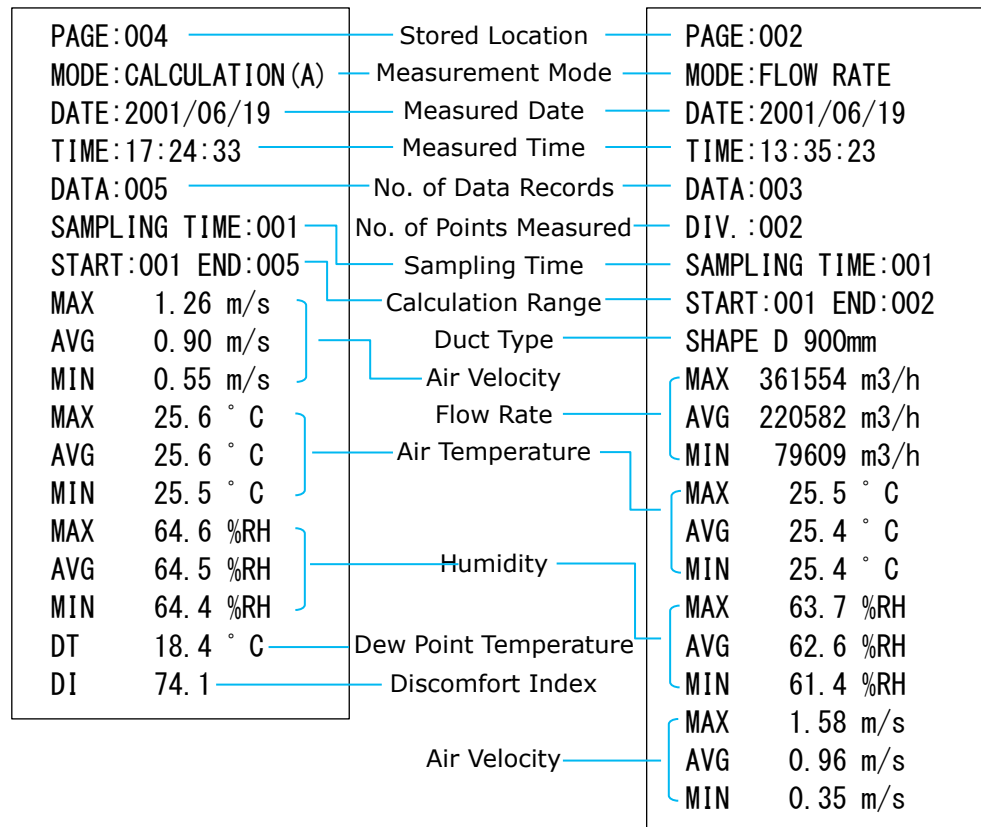 PAGE:004
MODE:CALCULATION(A)
DATE:2001/06/19
TIME:17:24:33
DATA:005
SAMPLING TIME:001
START:001 END:005
MAX 1.26 m/s
AVG 0.90 m/s
MIN 0.55 m/s
MAX 25.6 ° C
AVG 25.6 ° C
MIN 25.5 ° C
MAX 64.6 %RH
AVG 64.5 %RH
MIN 64.4 %RH
DT 18.4 ° C
DI 74.1
Stored Location
Measurement Mode
Measured Date
Measured Time
No. of Data Records
No. of Points Measured
Sampling Time
Calculation Range
Duct Type
Air Velocity
Flow Rate
Air Temperature
Humidity
Dew Point Temperature
Discomfort Index
Air Velocity
PAGE:002
MODE:FLOW RATE
DATE:2001/06/19
TIME:13:35:23
DATA:003
DIV.:002
SAMPLING TIME:001
START:001 END:002
SHAPE D 900mm
MAX 361554 m3/h
AVG 220582 m3/h
MIN 79609 m3/h
MAX 25.5 ° C
AVG 25.4 ° C
MIN 25.4 ° C
MAX 63.7 %RH
AVG 62.6 %RH
MIN 61.4 %RH
MAX 1.58 m/s
AVG 0.96 m/s
MIN 0.35 m/s